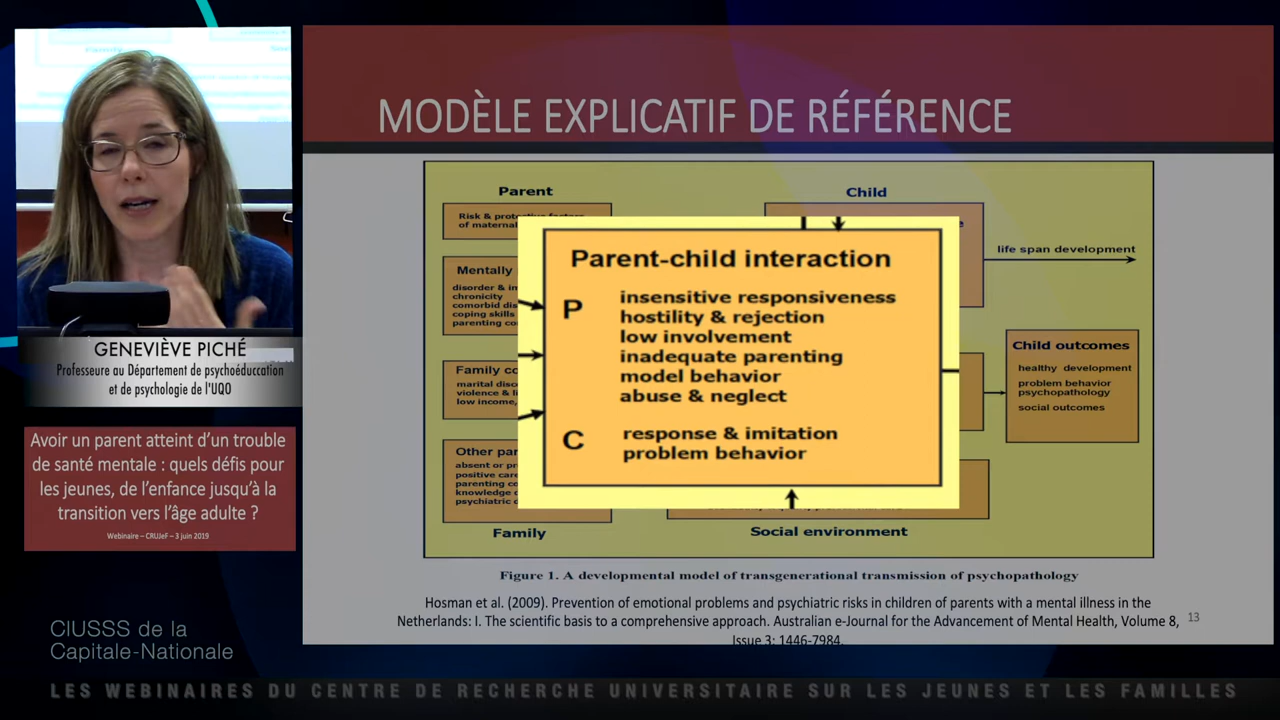 GENEVIÈVE PICHÉ
Professeure au Département de psychoéduccation
et de psychologie de l'UQO
Avoir un parent atteint d'un trouble
de santé mentale : quels défis pour
les jeunes, de l'enfance jusqu'à la
transition vers l'âge adulte ?
Webinaire – CRUJeF – 3 juin 2019
CIUSSS de la
Capitale-Nationale
MODÈLE EXPLICATIF DE RÉFÉRENCE
Parent
Risk & protective factors
of maternal
Mentally
disorder & im
chronicity
comorbid dis
coping skills
parenting co
Family co
marital disc
violence & li
low income,
Other par
absent or pr
positive care
parenting co
knowledge o
psychiatric d
Family
Parent-child interaction
P
insensitive responsiveness
hostility & rejection
low involvement
inadequate parenting
model behavior
abuse & neglect
C
response & imitation
problem behavior
Child
life span development
Child outcomes
healthy development
problem behavior
psychopathology
social outcomes
Social environment
Figure 1. A developmental model of transgenerational transmission of psychopathology
Hosman et al. (2009). Prevention of emotional problems and psychiatric risks in children of parents with a mental illness in the
Netherlands: I. The scientific basis to a comprehensive approach. Australian e-Journal for the Advancement of Mental Health, Volume 8,
Issue 3: 1446-7984.
13
LES WEBINAIRES DU CENTRE DE RECHERCHE UNIVERSITAIRE SUR LES JEUNES ET LES FAMILLES